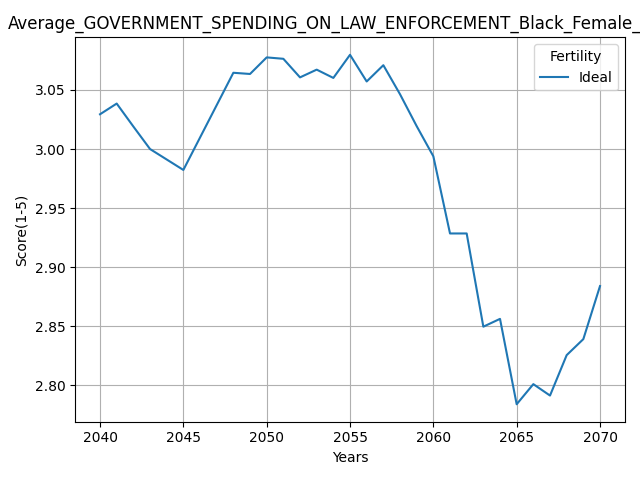 Average_GOVERNMENT_SPENDING_ON_LAW_ENFORCEMENT_Black_Female_
Fertility
Ideal
3.05
3.00
2.95
2.90
2.85
2.80
Score(1-5)
2040 2045 2050 2055 2060 2065 2070
Years